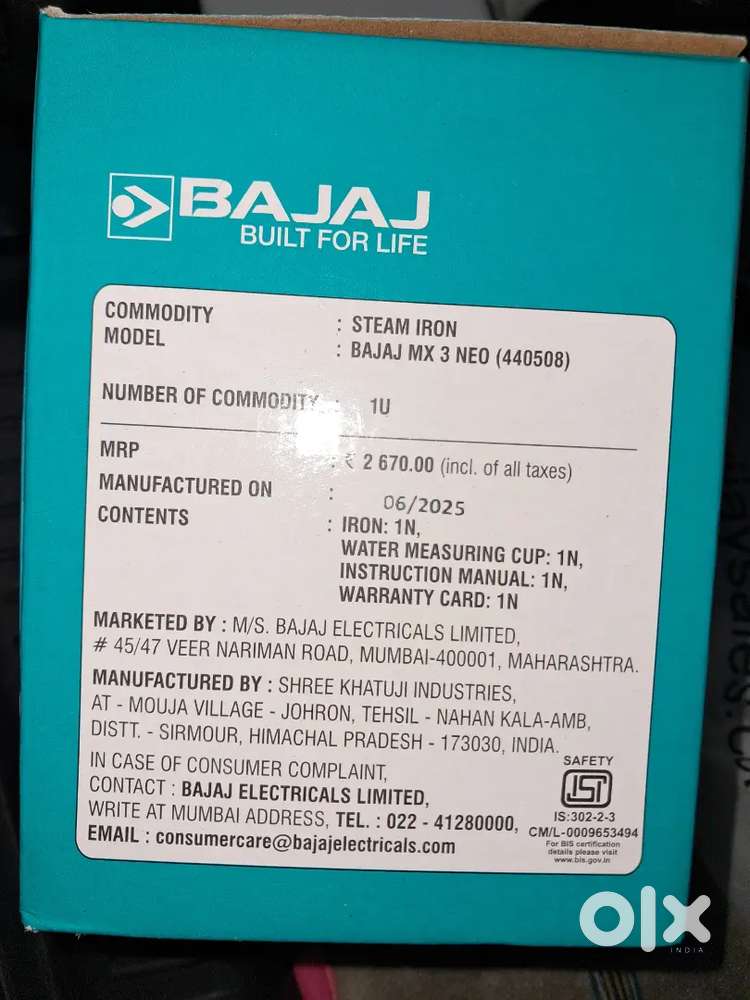 BAJAJ
BUILT FOR LIFE
COMMODITY : STEAM IRON
MODEL : BAJAJ MX 3 NEO (440508)
NUMBER OF COMMODITY : 1U
MRP : ₹ 2 670.00 (incl. of all taxes)
MANUFACTURED ON : 06/2025
CONTENTS : IRON: 1N,
WATER MEASURING CUP: 1N,
INSTRUCTION MANUAL: 1N,
WARRANTY CARD: 1N
MARKETED BY : M/S. BAJAJ ELECTRICALS LIMITED,
# 45/47 VEER NARIMAN ROAD, MUMBAI-400001, MAHARASHTRA.
MANUFACTURED BY : SHREE KHATUJI INDUSTRIES,
AT - MOUJA VILLAGE - JOHRON, TEHSIL - NAHAN KALA-AMB,
DISTT. - SIRMOUR, HIMACHAL PRADESH - 173030, INDIA.
IN CASE OF CONSUMER COMPLAINT,
CONTACT : BAJAJ ELECTRICALS LIMITED,
WRITE AT MUMBAI ADDRESS, TEL. : 022 - 41280000,
EMAIL : consumercare@bajajelectricals.com
SAFETY
ISI
IS:302-2-3
CM/L-0009653494
For BIS certification
details please visit
www.bis.gov.in
olx
INDIA